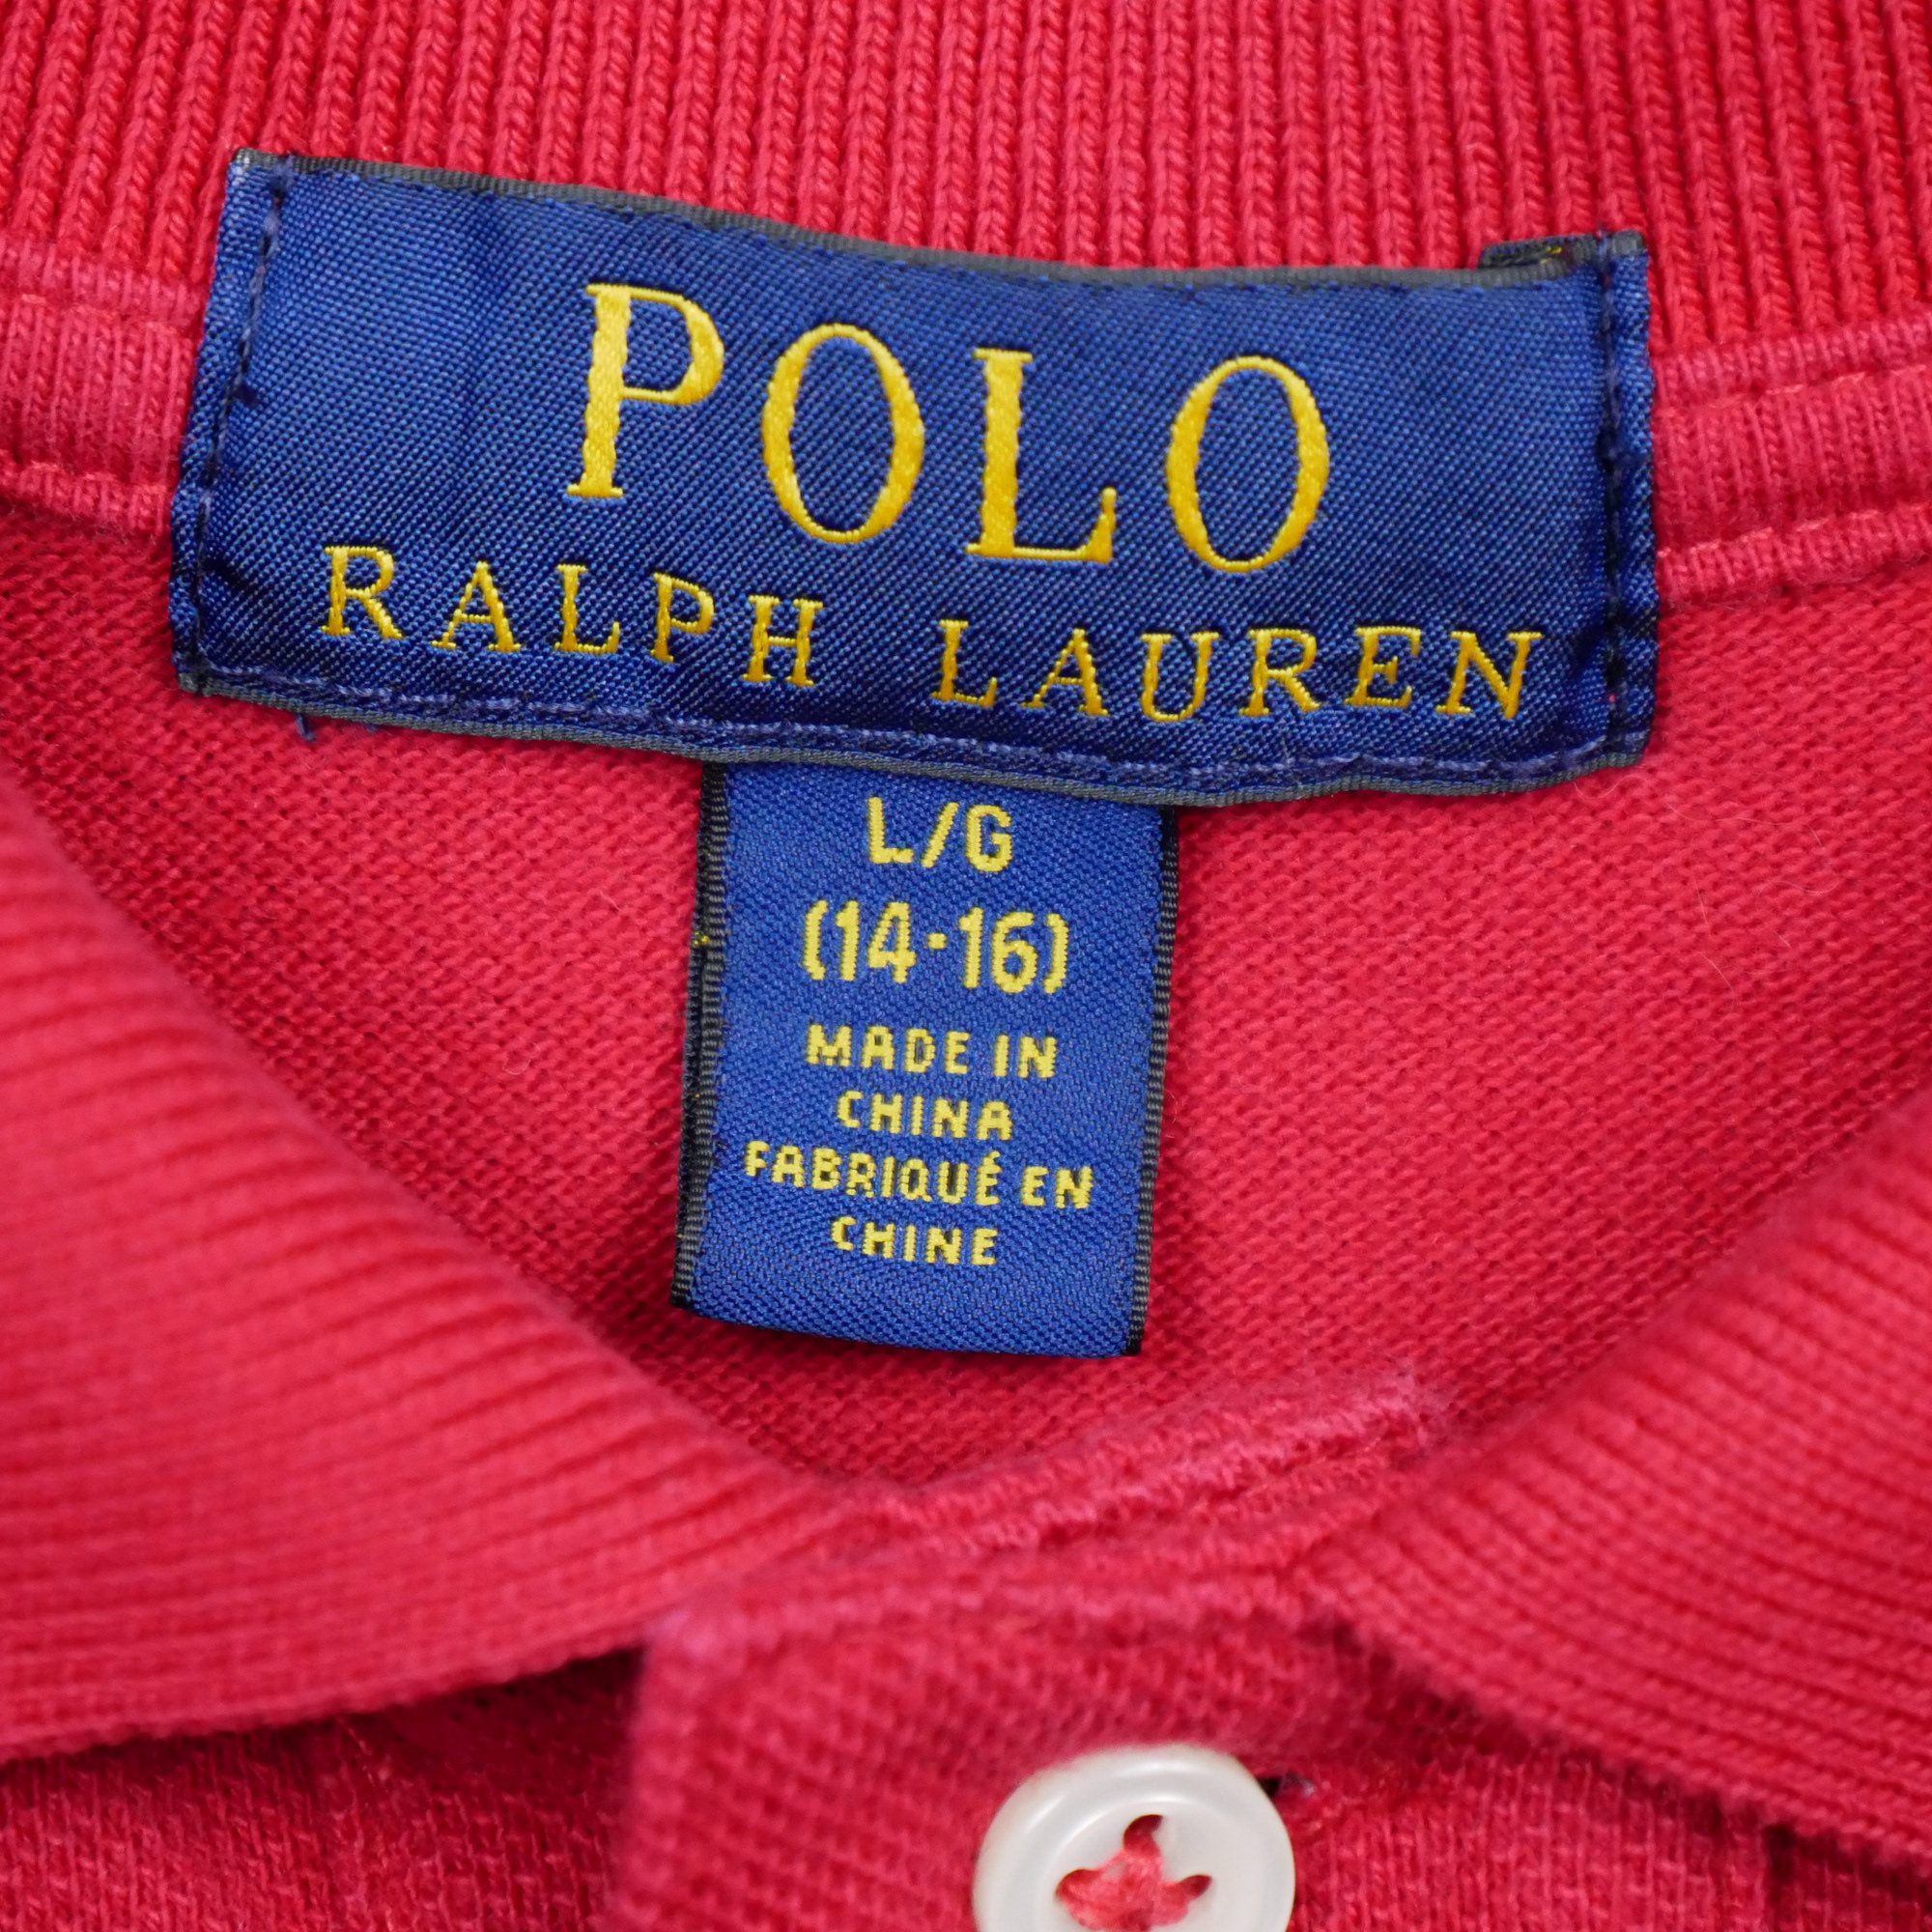 POLO
RALPH LAUREN
L/G
(14-16)
MADE IN
CHINA
FABRIQUÉ EN
CHINE